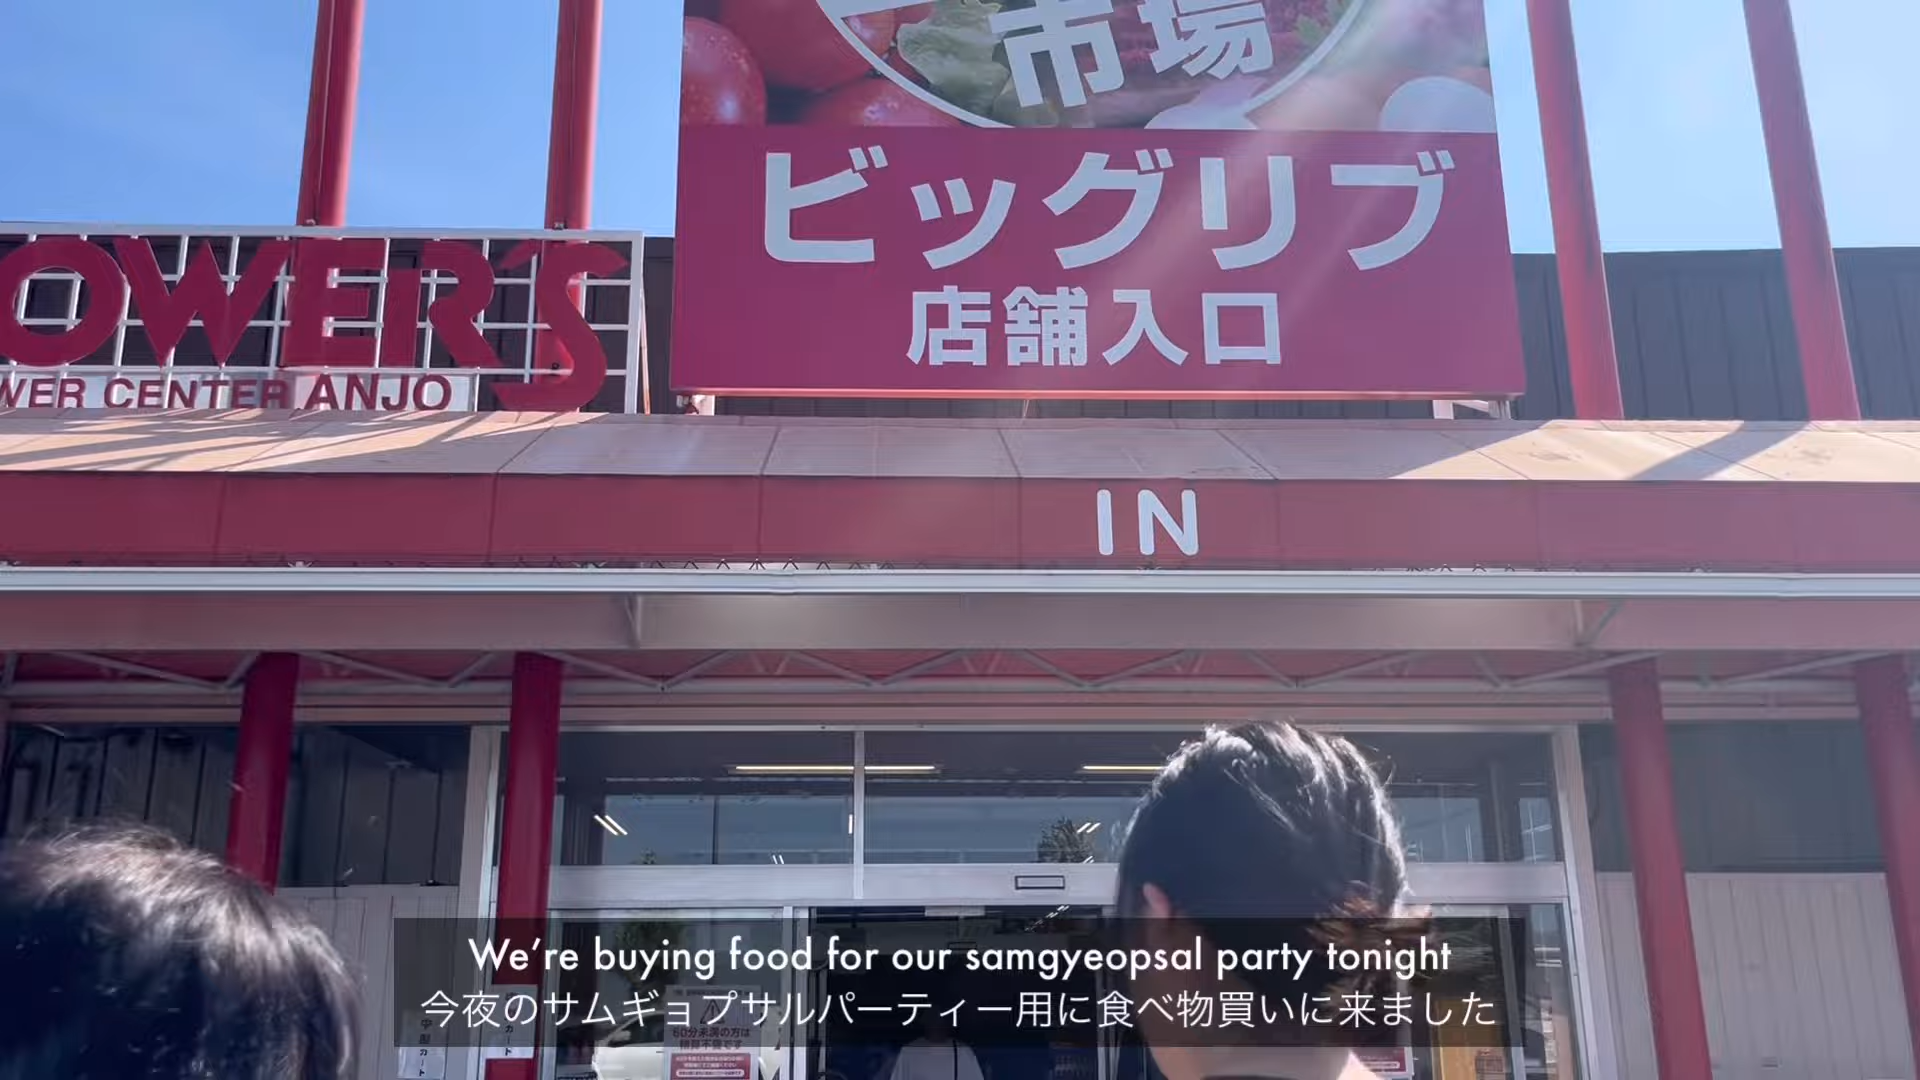 市場
ビッグリブ
店舗入口
OWER'S
WER CENTER ANJO
IN
We're buying food for our samgyeopsal party tonight
今夜のサムギョプサルパーティー用に食べ物買いに来ました